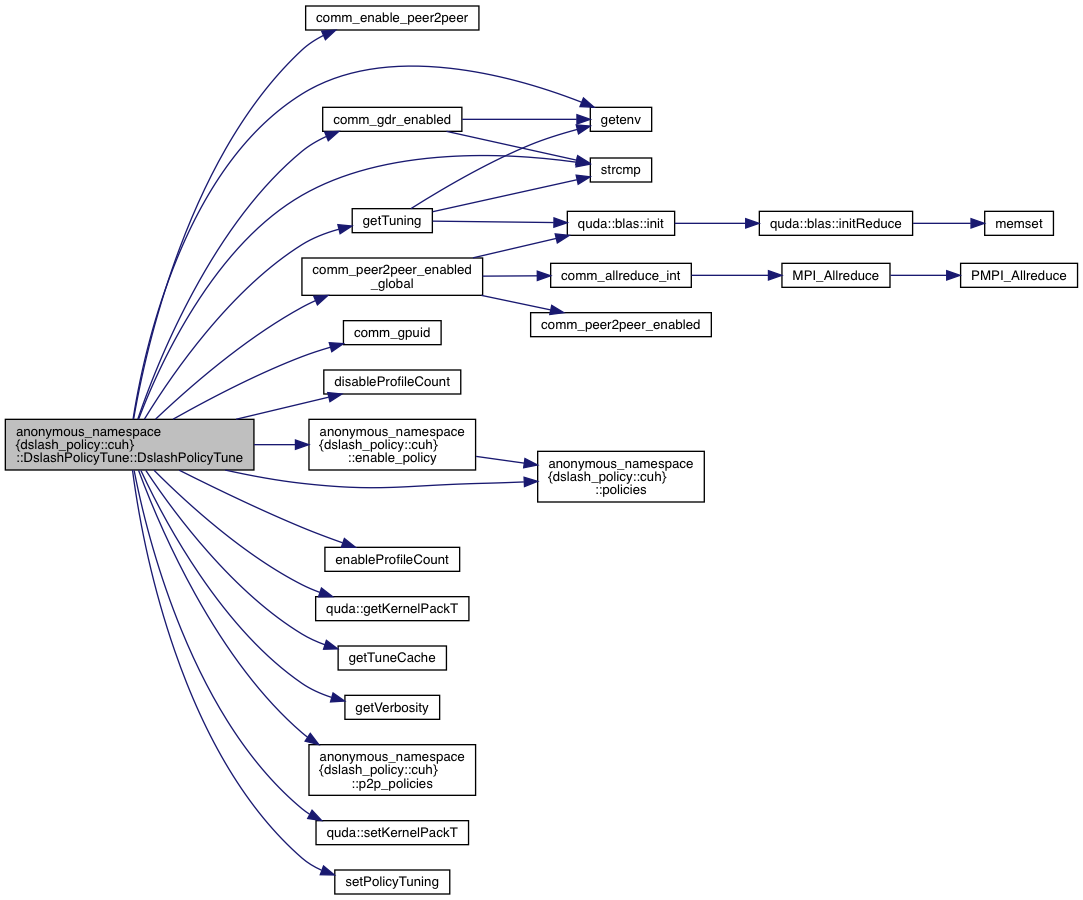 comm_enable_peer2peer
comm_gdr_enabled
getenv
strcmp
getTuning
quda::blas::init
quda::blas::initReduce
memset
comm_peer2peer_enabled
_global
comm_allreduce_int
MPI_Allreduce
PMPI_Allreduce
comm_peer2peer_enabled
comm_gpuid
disableProfileCount
anonymous_namespace
{dslash_policy::cuh}
::DslashPolicyTune::DslashPolicyTune
anonymous_namespace
{dslash_policy::cuh}
::enable_policy
anonymous_namespace
{dslash_policy::cuh}
::policies
enableProfileCount
quda::getKernelPackT
getTuneCache
getVerbosity
anonymous_namespace
{dslash_policy::cuh}
::p2p_policies
quda::setKernelPackT
setPolicyTuning